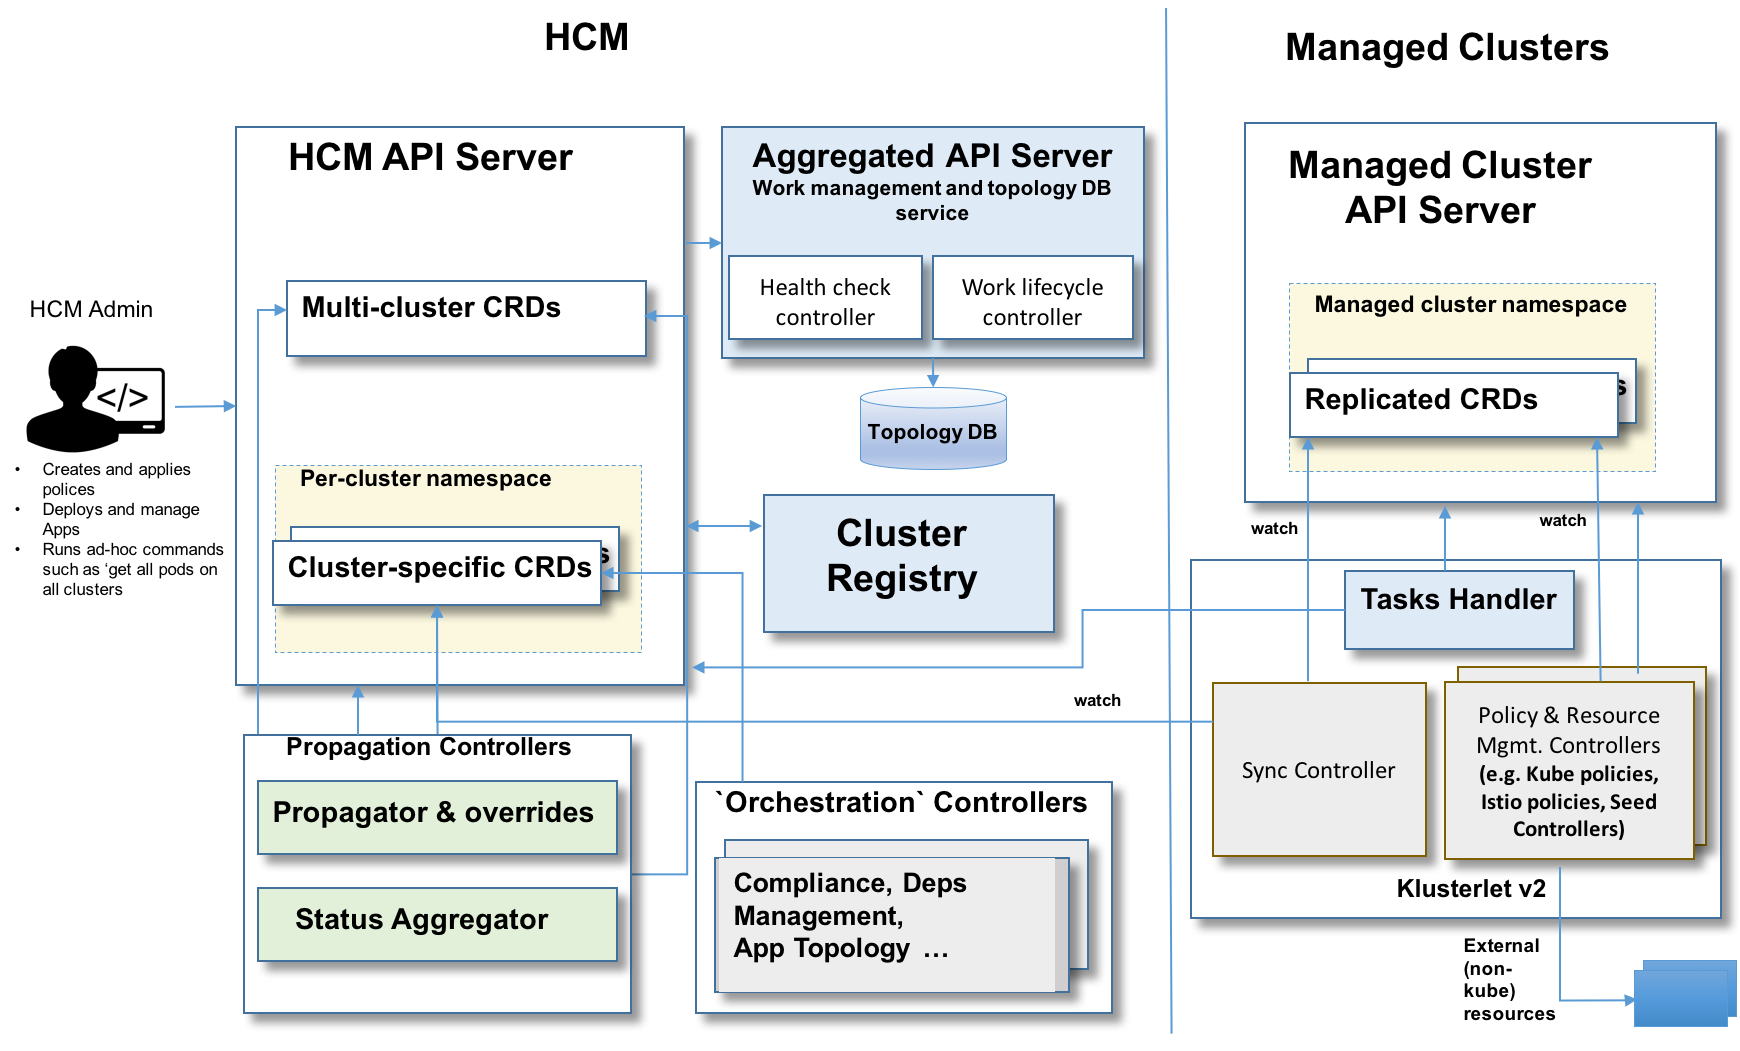 HCM
Managed Clusters
HCM API Server
Multi-cluster CRDs
Per-cluster namespace
s
Cluster-specific CRDs
Aggregated API Server
Work management and topology DB
service
Health check
controller
Work lifecycle
controller
Topology DB
Cluster
Registry
HCM Admin
</>
• Creates and applies
polices
• Deploys and manage
Apps
• Runs ad-hoc commands
such as ‘get all pods on
all clusters
Propagation Controllers
Propagator & overrides
Status Aggregator
`Orchestration` Controllers
Compliance, Deps
Management,
App Topology …
Managed Cluster
API Server
Managed cluster namespace
s
Replicated CRDs
watch
watch
watch
Tasks Handler
Sync Controller
Policy & Resource
Mgmt. Controllers
(e.g. Kube policies,
Istio policies, Seed
Controllers)
Klusterlet v2
External
(non-
kube)
resources